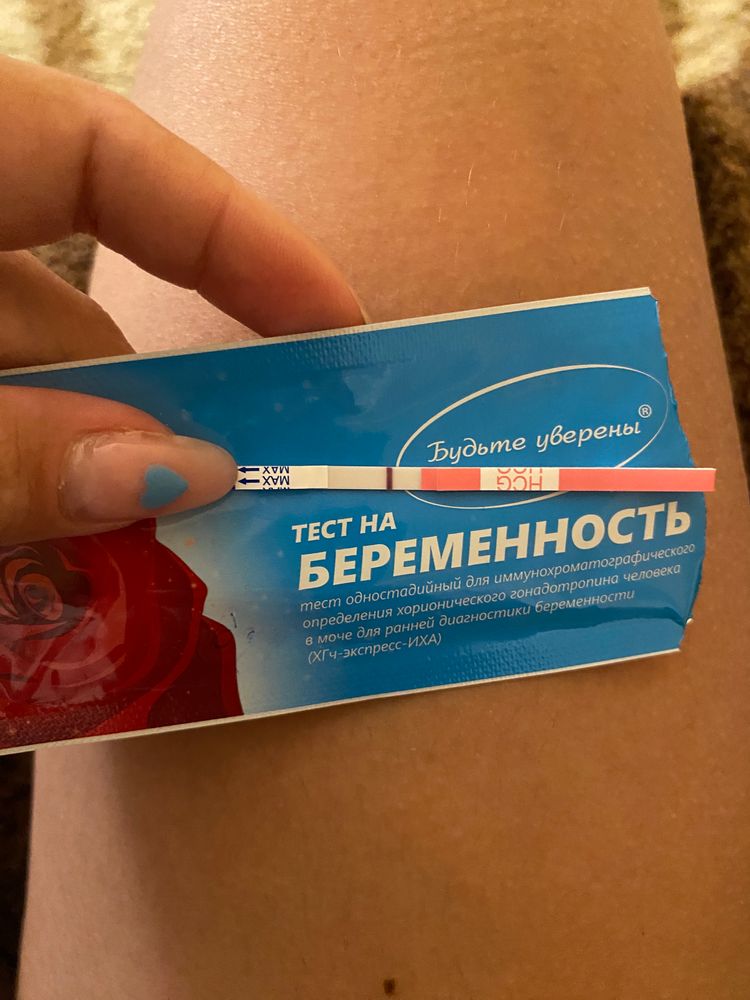 Будьте уверены®
MAX
MAX
HCG
HCG
ТЕСТ НА
БЕРЕМЕННОСТЬ
тест одностадийный для иммунохроматографического
определения хорионического гонадотропина человека
в моче для ранней диагностики беременности
(ХГч-экспресс-ИХА)